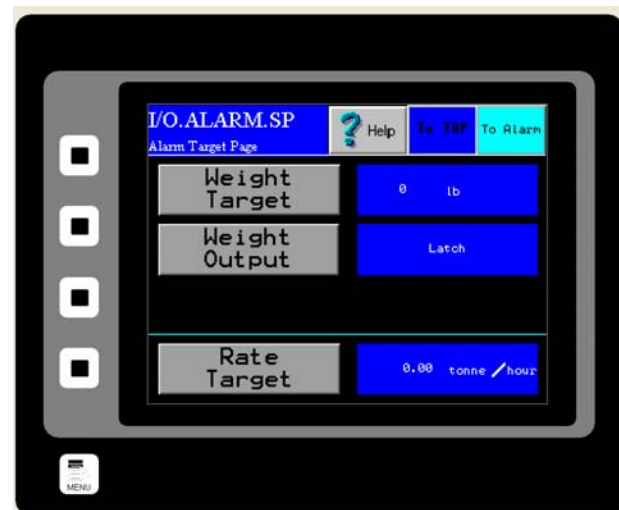 I/O.ALARM.SP
Alarm Target Page
Help
To TOP
To Alarm
Weight
Target
0 lb
Weight
Output
Latch
Rate
Target
0.00 tonne/hour
MENU